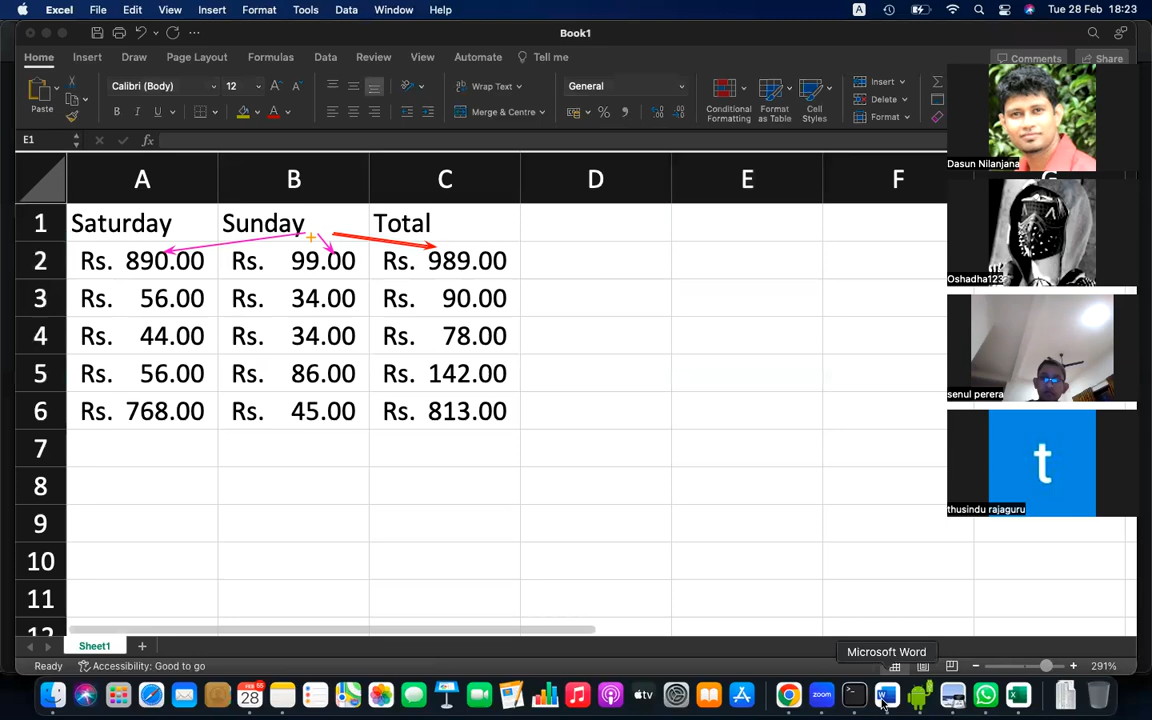 Excel File Edit View Insert Format Tools Data Window Help A Tue 28 Feb 18:23
Book1
Home Insert Draw Page Layout Formulas Data Review View Automate Tell me Comments Share
Paste Calibri (Body) 12 A A Wrap Text General Conditional Formatting Format as Table Cell Styles Insert
B I U A Merge & Centre % Delete
Format
E1 fx
A B C D E F
1 Saturday Sunday Total
2 Rs. 890.00 Rs. 99.00 Rs. 989.00
3 Rs. 56.00 Rs. 34.00 Rs. 90.00
4 Rs. 44.00 Rs. 34.00 Rs. 78.00
5 Rs. 56.00 Rs. 86.00 Rs. 142.00
6 Rs. 768.00 Rs. 45.00 Rs. 813.00
7
8
9
10
11
12
Dasun Nilanjana
Oshadha123
senul perera
t
thusindu rajaguru
Sheet1
Microsoft Word
Ready Accessibility: Good to go 291%
FEB
28 tv zoom W X